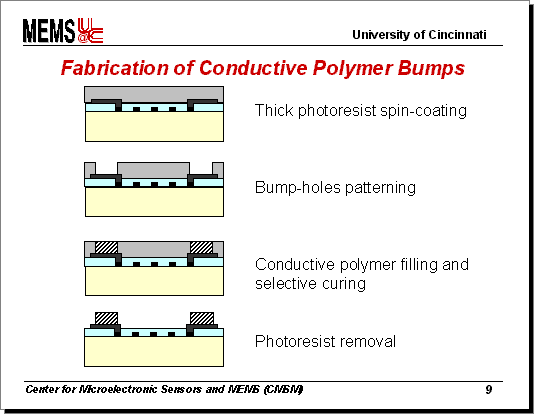 MEMS U@C
University of Cincinnati
Fabrication of Conductive Polymer Bumps
Thick photoresist spin-coating
Bump-holes patterning
Conductive polymer filling and
selective curing
Photoresist removal
Center for Microelectronic Sensors and MEMS (CMSM)
9